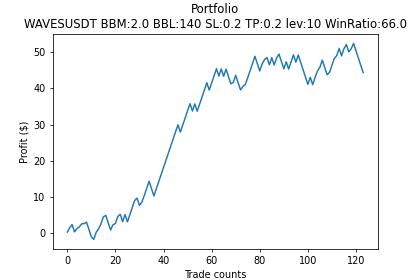 Portfolio
WAVESUSDT BBM:2.0 BBL:140 SL:0.2 TP:0.2 lev:10 WinRatio:66.0
50
40
30
20
10
0
Profit ($)
0 20 40 60 80 100 120
Trade counts